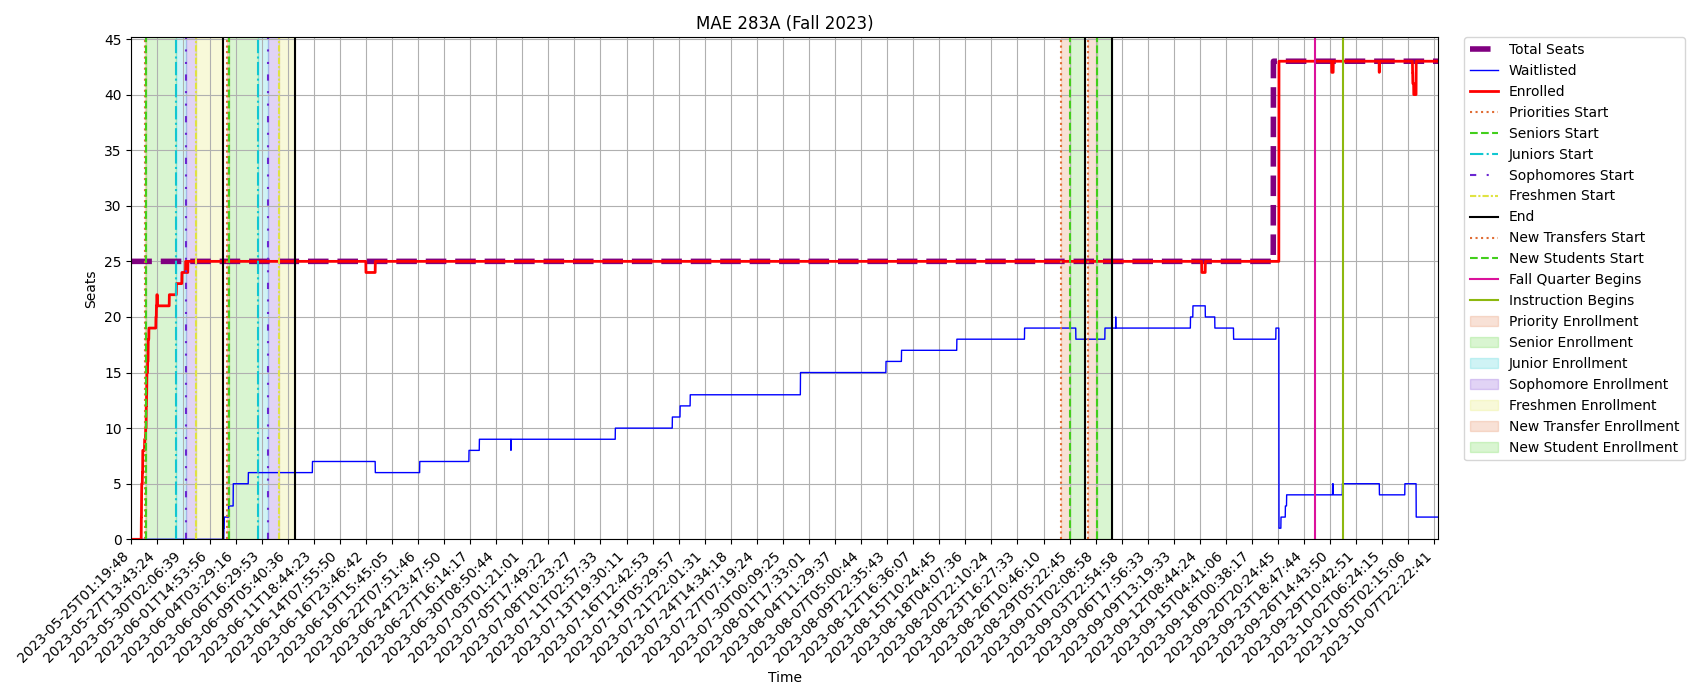 MAE 283A (Fall 2023)
45
40
35
30
25
20
15
10
5
0
Seats
2023-05-25T01:19:48
2023-05-27T13:43:24
2023-05-30T02:06:39
2023-06-01T14:53:56
2023-06-04T03:29:16
2023-06-06T16:29:53
2023-06-09T05:40:36
2023-06-11T18:44:23
2023-06-14T07:55:50
2023-06-16T23:46:42
2023-06-19T15:45:05
2023-06-22T07:51:46
2023-06-24T23:47:50
2023-06-27T16:14:17
2023-06-30T08:50:44
2023-07-03T01:21:01
2023-07-05T17:49:22
2023-07-08T10:23:27
2023-07-11T02:57:33
2023-07-13T19:30:11
2023-07-16T12:42:53
2023-07-19T05:29:57
2023-07-21T22:01:31
2023-07-24T14:34:18
2023-07-27T07:19:24
2023-07-30T00:09:25
2023-08-01T17:33:01
2023-08-04T11:29:37
2023-08-07T05:00:44
2023-08-09T22:35:43
2023-08-12T16:36:07
2023-08-15T10:24:45
2023-08-18T04:07:36
2023-08-20T22:10:24
2023-08-23T16:27:33
2023-08-26T10:46:10
2023-08-29T05:22:45
2023-09-01T02:08:58
2023-09-03T22:54:58
2023-09-06T17:56:33
2023-09-09T13:19:33
2023-09-12T08:44:24
2023-09-15T04:41:06
2023-09-18T00:38:17
2023-09-20T20:24:45
2023-09-23T18:47:44
2023-09-26T14:43:50
2023-09-29T10:42:51
2023-10-02T06:24:15
2023-10-05T02:15:06
2023-10-07T22:22:41
Time
Total Seats
Waitlisted
Enrolled
Priorities Start
Seniors Start
Juniors Start
Sophomores Start
Freshmen Start
End
New Transfers Start
New Students Start
Fall Quarter Begins
Instruction Begins
Priority Enrollment
Senior Enrollment
Junior Enrollment
Sophomore Enrollment
Freshmen Enrollment
New Transfer Enrollment
New Student Enrollment